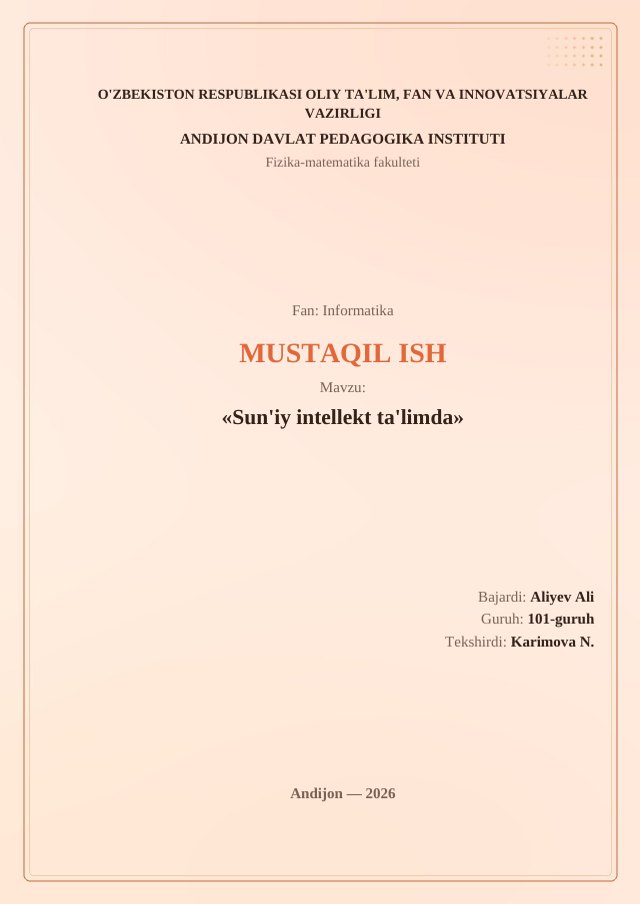 O'ZBEKISTON RESPUBLIKASI OLIY TA'LIM, FAN VA INNOVATSIYALAR
VAZIRLIGI
ANDIJON DAVLAT PEDAGOGIKA INSTITUTI
Fizika-matematika fakulteti
Fan: Informatika
MUSTAQIL ISH
Mavzu:
«Sun'iy intellekt ta'limda»
Bajardi: Aliyev Ali
Guruh: 101-guruh
Tekshirdi: Karimova N.
Andijon — 2026